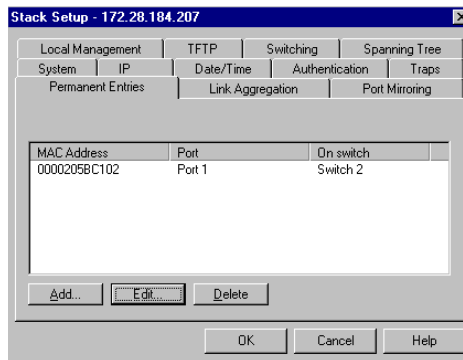 Stack Setup - 172.28.184.207
Local Management TFTP Switching Spanning Tree
System IP Date/Time Authentication Traps
Permanent Entries Link Aggregation Port Mirroring
MAC Address Port On switch
0000205BC102 Port 1 Switch 2
Add... Edit... Delete
OK Cancel Help